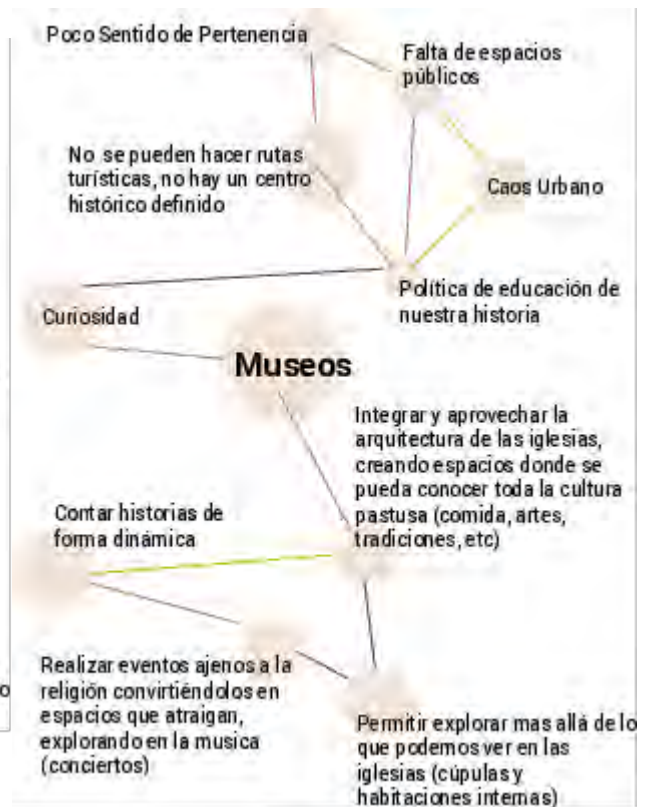 Poco Sentido de Pertenencia
Falta de espacios
públicos
No se pueden hacer rutas
turísticas, no hay un centro
histórico definido
Caos Urbano
Política de educación de
nuestra historia
Curiosidad
Museos
Integrar y aprovechar la
arquitectura de las iglesias,
creando espacios donde se
pueda conocer toda la cultura
pastusa (comida, artes,
tradiciones, etc)
Contar historias de
forma dinámica
Realizar eventos ajenos a la
religión convirtiéndolos en
espacios que atraigan,
explorando en la musica
(conciertos)
Permitir explorar mas allá de lo
que podemos ver en las
iglesias (cúpulas y
habitaciones internas)